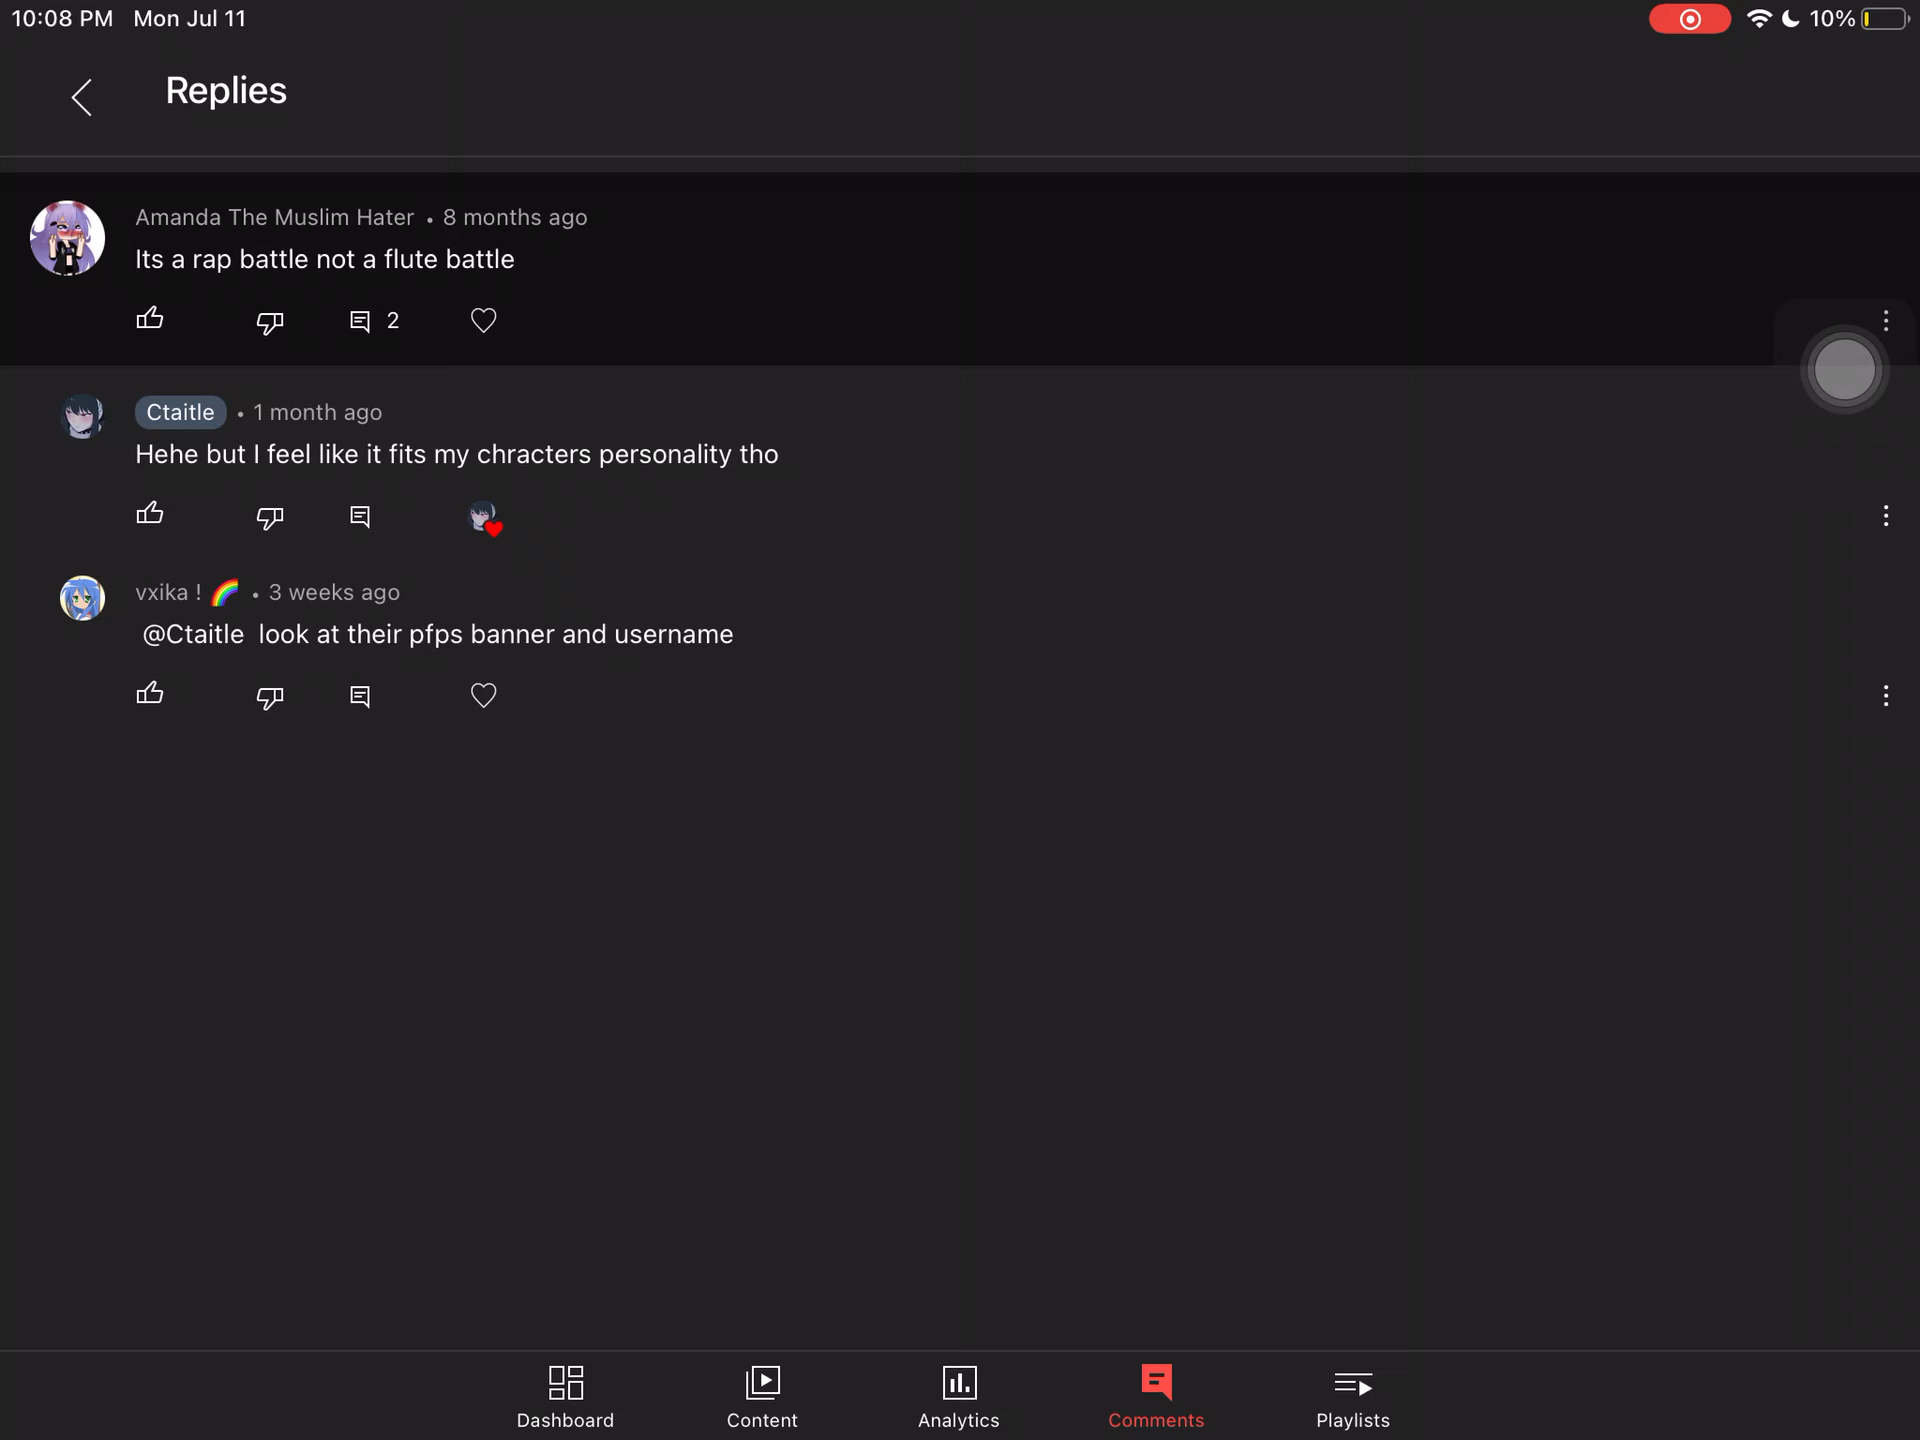 10:08 PM Mon Jul 11 10%
Replies
Amanda The Muslim Hater • 8 months ago
Its a rap battle not a flute battle
2
Ctaitle • 1 month ago
Hehe but I feel like it fits my chracters personality tho
vxika ! 🌈 • 3 weeks ago
@Ctaitle look at their pfps banner and username
Dashboard Content Analytics Comments Playlists